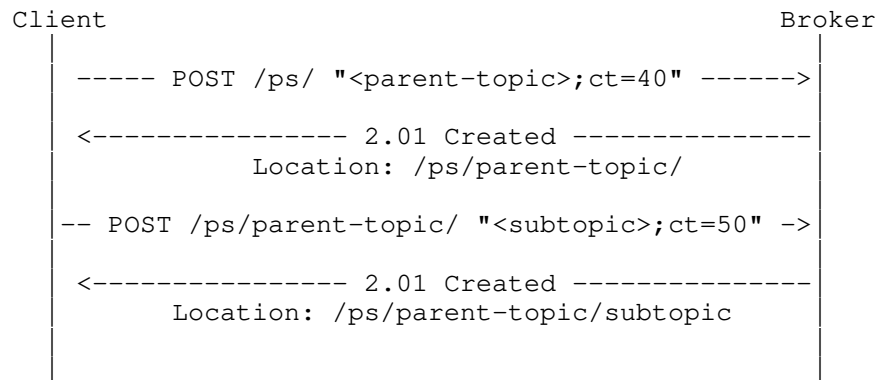 Client Broker
----- POST /ps/ "<parent-topic>;ct=40" ------>
<---------------- 2.01 Created ---------------
Location: /ps/parent-topic/
-- POST /ps/parent-topic/ "<subtopic>;ct=50" ->
<---------------- 2.01 Created ---------------
Location: /ps/parent-topic/subtopic